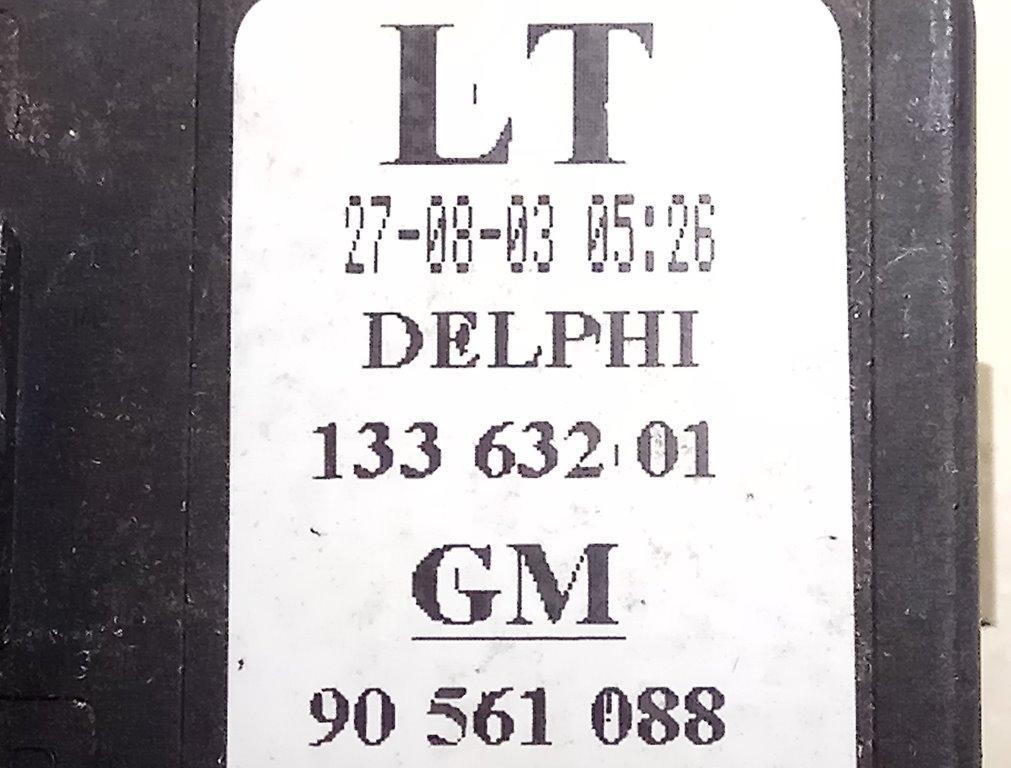 LT
27-08-03 05:26
DELPHI
133 632 01
GM
90 561 088